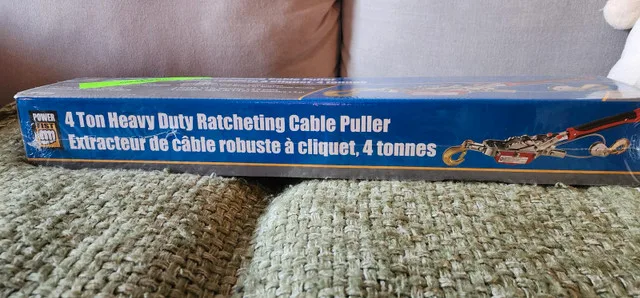 POWER
FIST
4 Ton Heavy Duty Ratcheting Cable Puller
Extracteur de câble robuste à cliquet, 4 tonnes